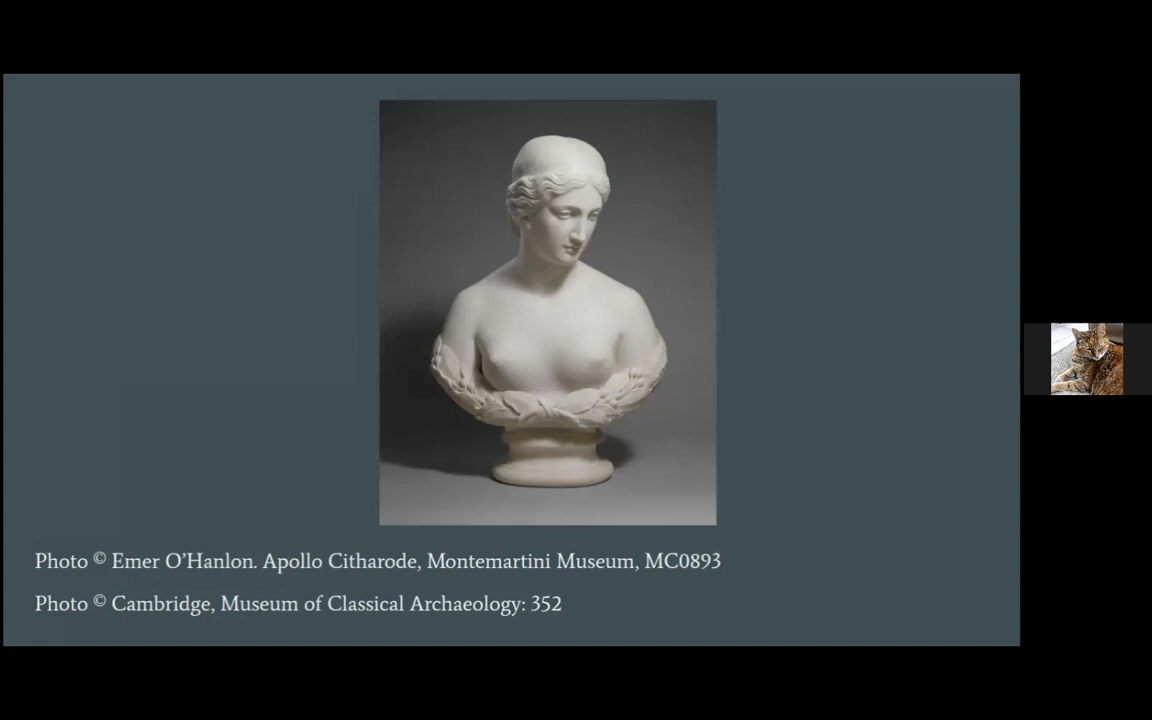 Photo © Emer O’Hanlon. Apollo Citharode, Montemartini Museum, MC0893
Photo © Cambridge, Museum of Classical Archaeology: 352